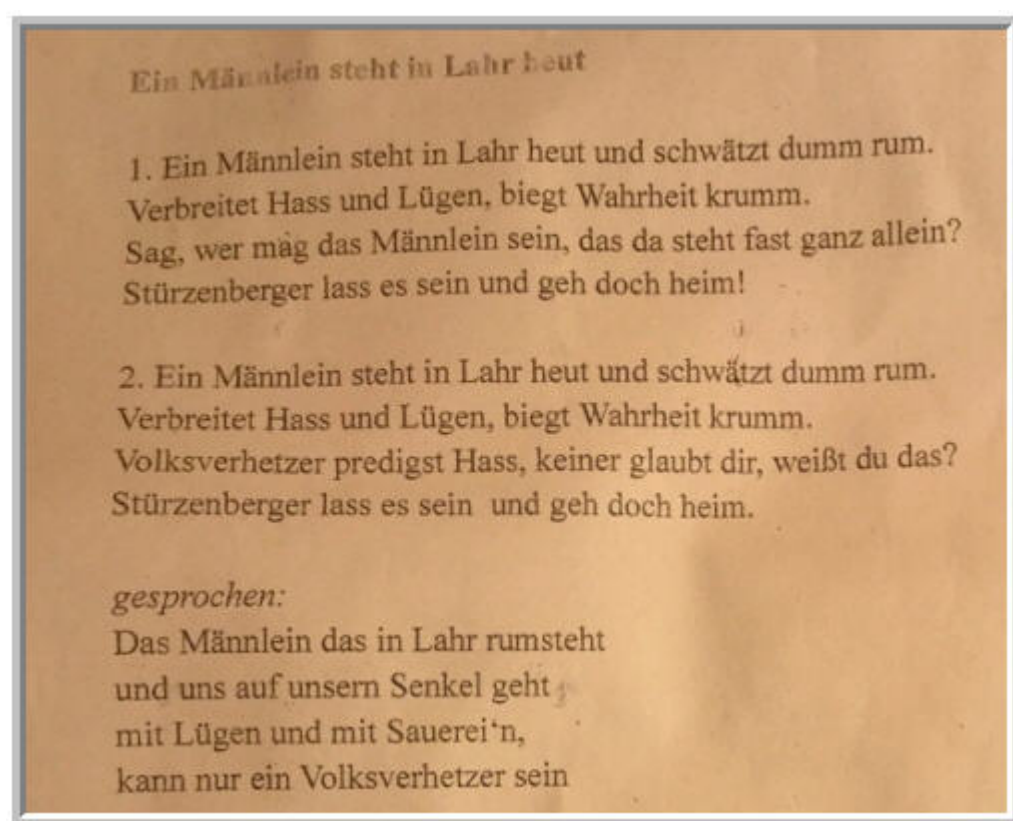 Ein Männlein steht in Lahr heut
1. Ein Männlein steht in Lahr heut und schwätzt dumm rum.
Verbreitet Hass und Lügen, biegt Wahrheit krumm.
Sag, wer mag das Männlein sein, das da steht fast ganz allein?
Stürzenberger lass es sein und geh doch heim!
2. Ein Männlein steht in Lahr heut und schwätzt dumm rum.
Verbreitet Hass und Lügen, biegt Wahrheit krumm.
Volksverhetzer predigst Hass, keiner glaubt dir, weißt du das?
Stürzenberger lass es sein und geh doch heim.
gesprochen:
Das Männlein das in Lahr rumsteht
und uns auf unsern Senkel geht
mit Lügen und mit Sauerei‘n,
kann nur ein Volksverhetzer sein